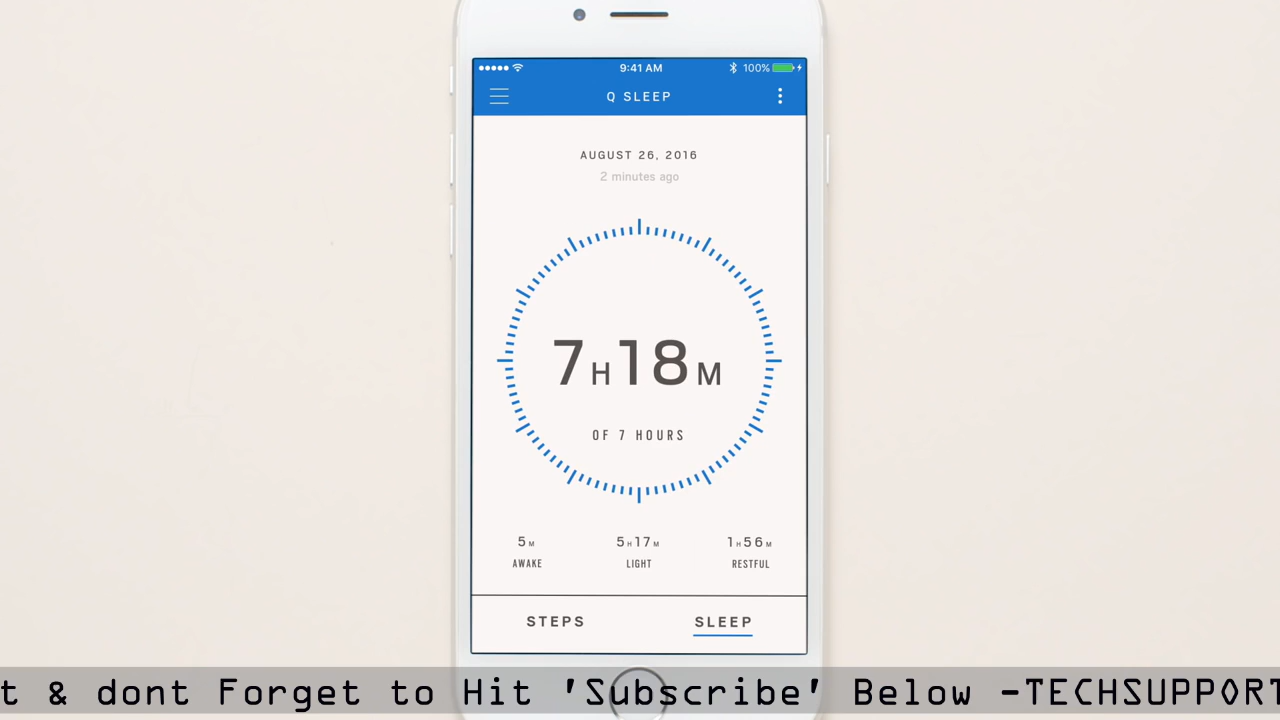 9:41 AM 100%
Q SLEEP
AUGUST 26, 2016
2 minutes ago
7H18M
OF 7 HOURS
5M 5H17M 1H56M
AWAKE LIGHT RESTFUL
STEPS SLEEP
t & dont Forget to Hit 'Subscribe' Below -TECHSUPPORT